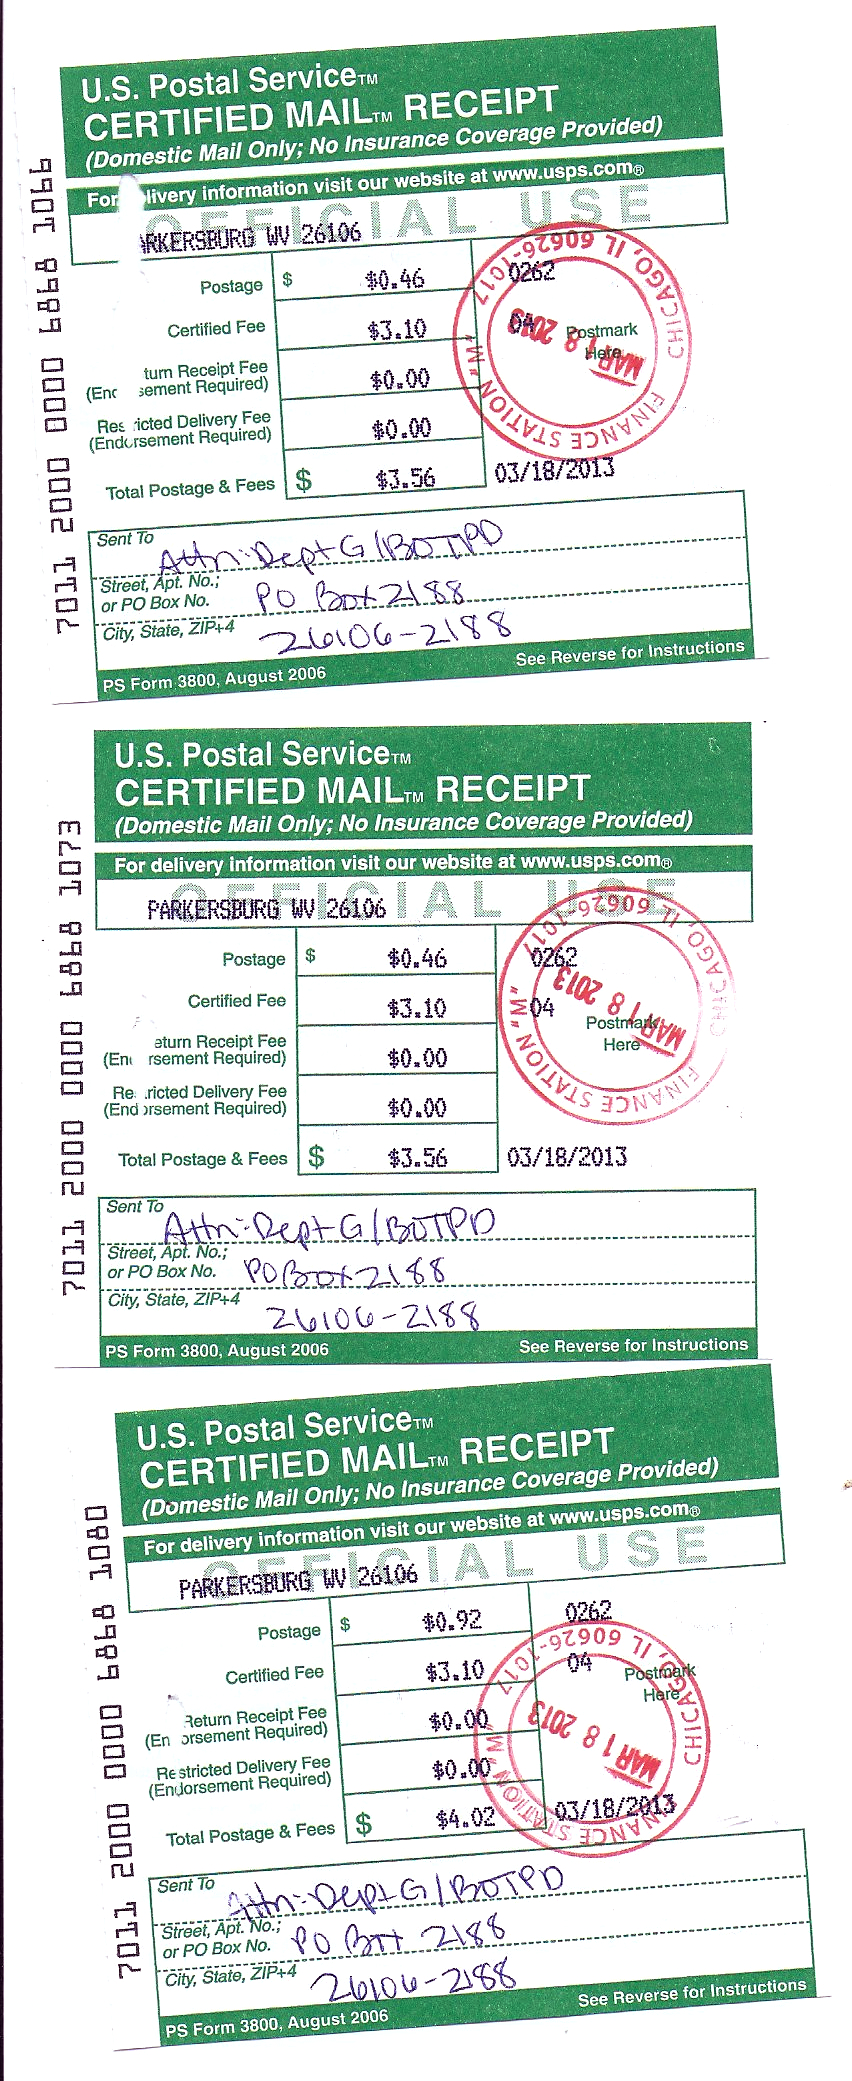 U.S. Postal Service™
CERTIFIED MAIL™ RECEIPT
(Domestic Mail Only; No Insurance Coverage Provided)
For delivery information visit our website at www.usps.com®
OFFICIAL USE
ARKERSBURG WV 26106
Postage $ $0.46 0262
Certified Fee $3.10 04 Postmark Here
turn Receipt Fee $0.00
(End sement Required)
Res ricted Delivery Fee $0.00
(Endorsement Required)
Total Postage & Fees $ $3.56 03/18/2013
CHICAGO, IL 60626-1017
MAR 18 2013
FINANCE STATION "W"
Sent To Attn: Dept G/BOTPD
Street, Apt. No.;
or PO Box No. PO Box 2188
City, State, ZIP+4 26106-2188
PS Form 3800, August 2006 See Reverse for Instructions
7011 2000 0000 6868 1066
U.S. Postal Service™
CERTIFIED MAIL™ RECEIPT
(Domestic Mail Only; No Insurance Coverage Provided)
For delivery information visit our website at www.usps.com®
OFFICIAL USE
PARKERSBURG WV 26106
Postage $ $0.46 0262
Certified Fee $3.10 04 Postmark Here
eturn Receipt Fee $0.00
(En rsement Required)
Re ricted Delivery Fee $0.00
(End orsement Required)
Total Postage & Fees $ $3.56 03/18/2013
CHICAGO, IL 60626-1017
MAR 18 2013
FINANCE STATION "W"
Sent To Attn: Dept G/BOTPD
Street, Apt. No.;
or PO Box No. PO Box 2188
City, State, ZIP+4 26106-2188
PS Form 3800, August 2006 See Reverse for Instructions
7011 2000 0000 6868 1073
U.S. Postal Service™
CERTIFIED MAIL™ RECEIPT
(Domestic Mail Only; No Insurance Coverage Provided)
For delivery information visit our website at www.usps.com®
OFFICIAL USE
PARKERSBURG WV 26106
Postage $ $0.92 0262
Certified Fee $3.10 04 Postmark Here
Return Receipt Fee $0.00
(En orsement Required)
Restricted Delivery Fee $0.00
(Endorsement Required)
Total Postage & Fees $ $4.02 03/18/2013
CHICAGO, IL 60626-1017
MAR 18 2013
FINANCE STATION "W"
Sent To Attn: Dept G/BOTPD
Street, Apt. No.;
or PO Box No. PO Box 2188
City, State, ZIP+4 26106-2188
PS Form 3800, August 2006 See Reverse for Instructions
7011 2000 0000 6868 1080